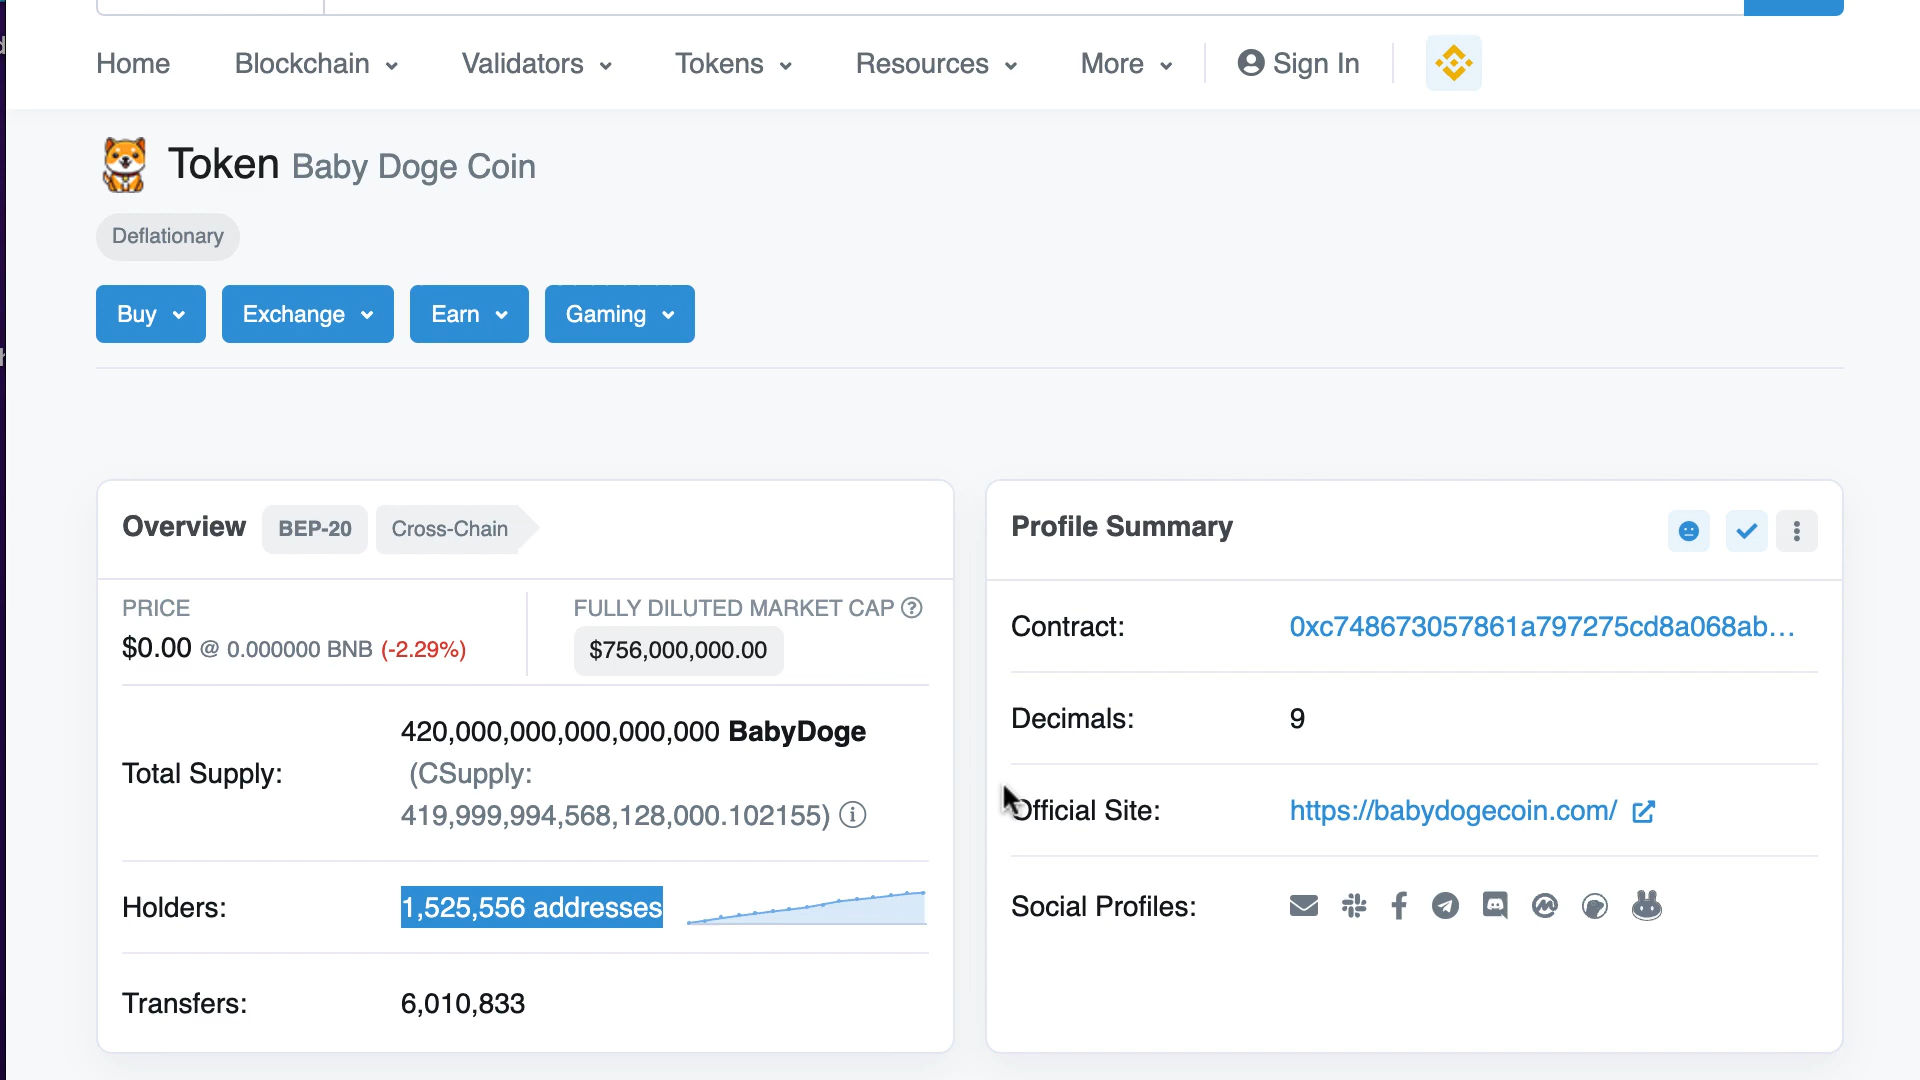 Home Blockchain Validators Tokens Resources More Sign In
Token Baby Doge Coin
Deflationary
Buy Exchange Earn Gaming
Overview BEP-20 Cross-Chain
PRICE
$0.00 @ 0.000000 BNB (-2.29%)
FULLY DILUTED MARKET CAP
$756,000,000.00
Total Supply: 420,000,000,000,000,000 BabyDoge
(CSupply:
419,999,994,568,128,000.102155)
Holders: 1,525,556 addresses
Transfers: 6,010,833
Profile Summary
Contract: 0xc748673057861a797275cd8a068ab...
Decimals: 9
Official Site: https://babydogecoin.com/
Social Profiles: